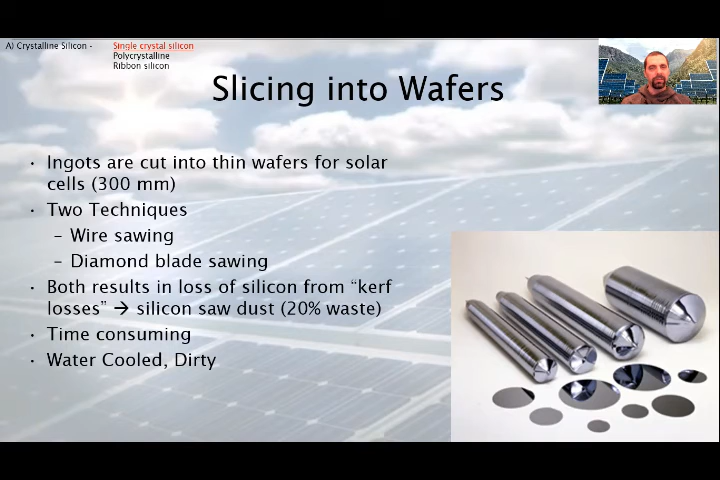 A) Crystalline Silicon - Single crystal silicon
Polycrystalline
Ribbon silicon
Slicing into Wafers
· Ingots are cut into thin wafers for solar
cells (300 mm)
· Two Techniques
– Wire sawing
– Diamond blade sawing
· Both results in loss of silicon from “kerf
losses” → silicon saw dust (20% waste)
· Time consuming
· Water Cooled, Dirty